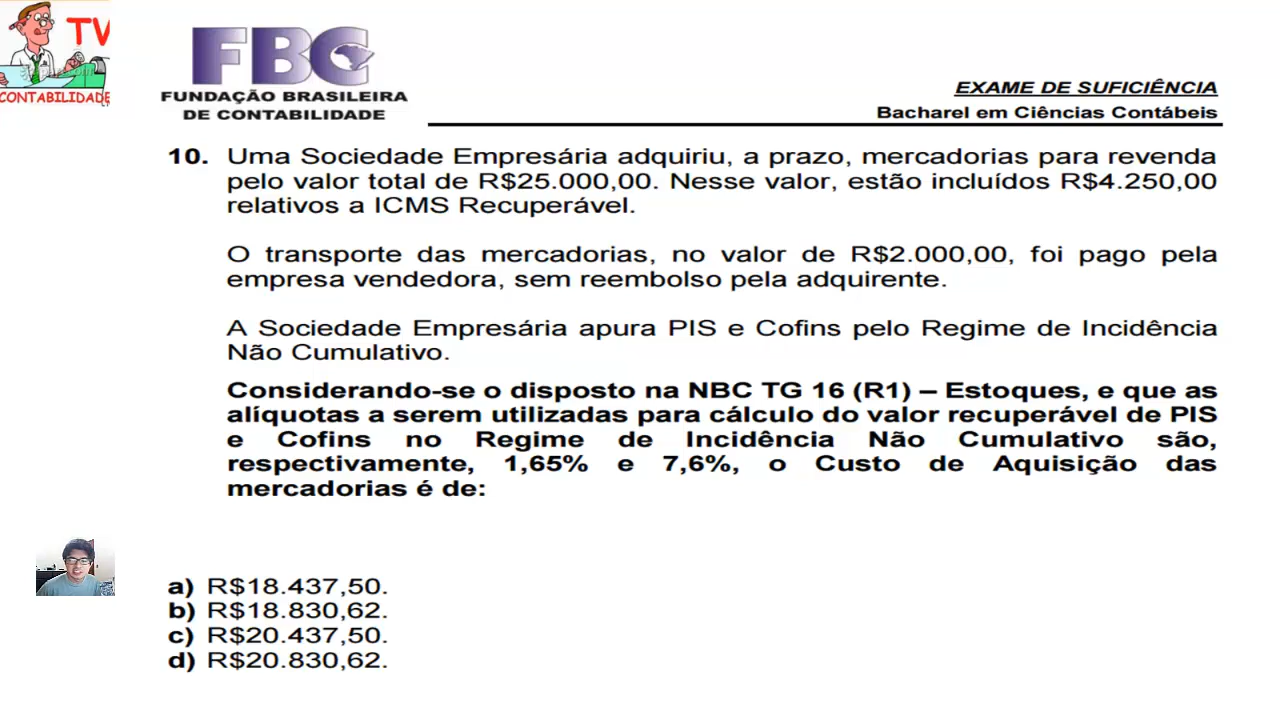 TV
CONTABILIDADE
FBC
FUNDAÇÃO BRASILEIRA
DE CONTABILIDADE
EXAME DE SUFICIÊNCIA
Bacharel em Ciências Contábeis
10. Uma Sociedade Empresária adquiriu, a prazo, mercadorias para revenda
pelo valor total de R$25.000,00. Nesse valor, estão incluídos R$4.250,00
relativos a ICMS Recuperável.
O transporte das mercadorias, no valor de R$2.000,00, foi pago pela
empresa vendedora, sem reembolso pela adquirente.
A Sociedade Empresária apura PIS e Cofins pelo Regime de Incidência
Não Cumulativo.
Considerando-se o disposto na NBC TG 16 (R1) – Estoques, e que as
alíquotas a serem utilizadas para cálculo do valor recuperável de PIS
e Cofins no Regime de Incidência Não Cumulativo são,
respectivamente, 1,65% e 7,6%, o Custo de Aquisição das
mercadorias é de:
a) R$18.437,50.
b) R$18.830,62.
c) R$20.437,50.
d) R$20.830,62.